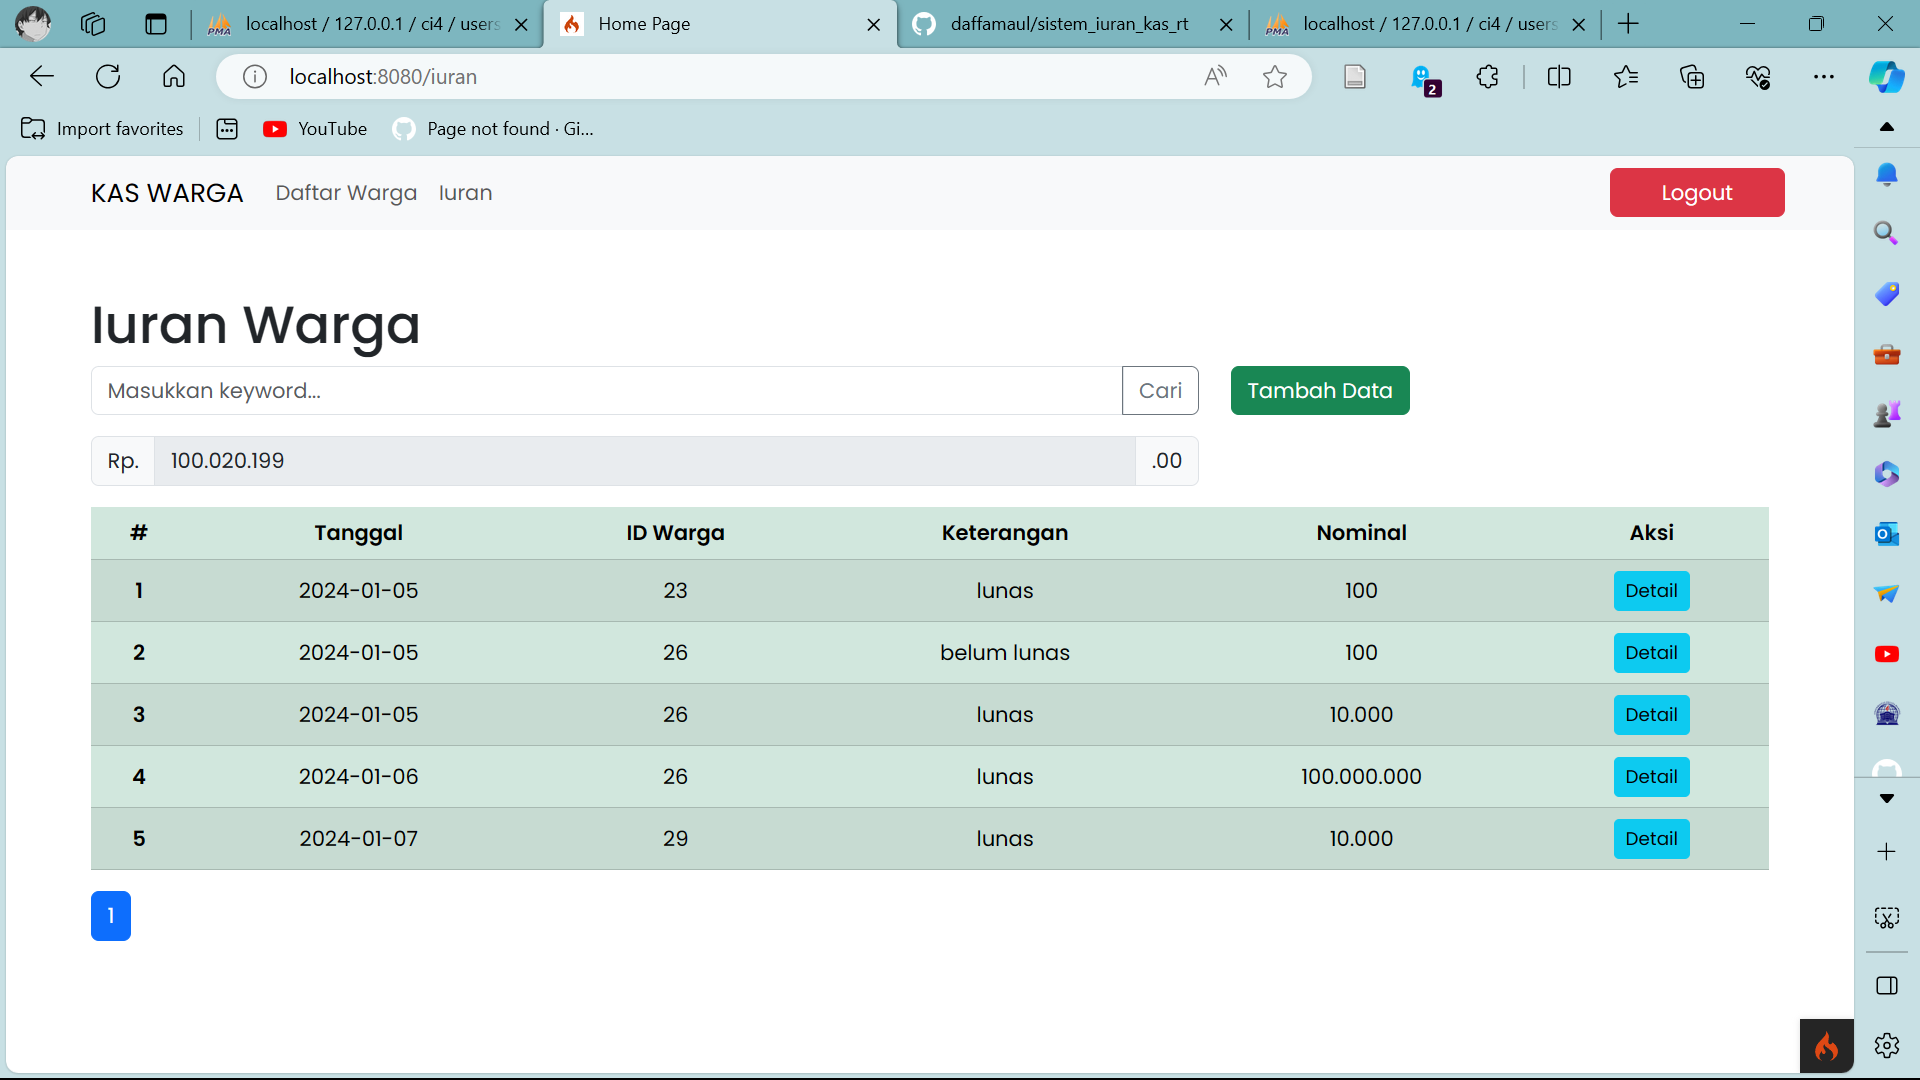 localhost / 127.0.0.1 / ci4 / users
Home Page
daffamaul/sistem_iuran_kas_rt
localhost / 127.0.0.1 / ci4 / users
localhost:8080/iuran
2
Import favorites
YouTube
Page not found · Gi...
KAS WARGA
Daftar Warga
Iuran
Logout
Iuran Warga
Masukkan keyword...
Cari
Tambah Data
Rp.
100.020.199
.00
# Tanggal ID Warga Keterangan Nominal Aksi
1 2024-01-05 23 lunas 100 Detail
2 2024-01-05 26 belum lunas 100 Detail
3 2024-01-05 26 lunas 10.000 Detail
4 2024-01-06 26 lunas 100.000.000 Detail
5 2024-01-07 29 lunas 10.000 Detail
1